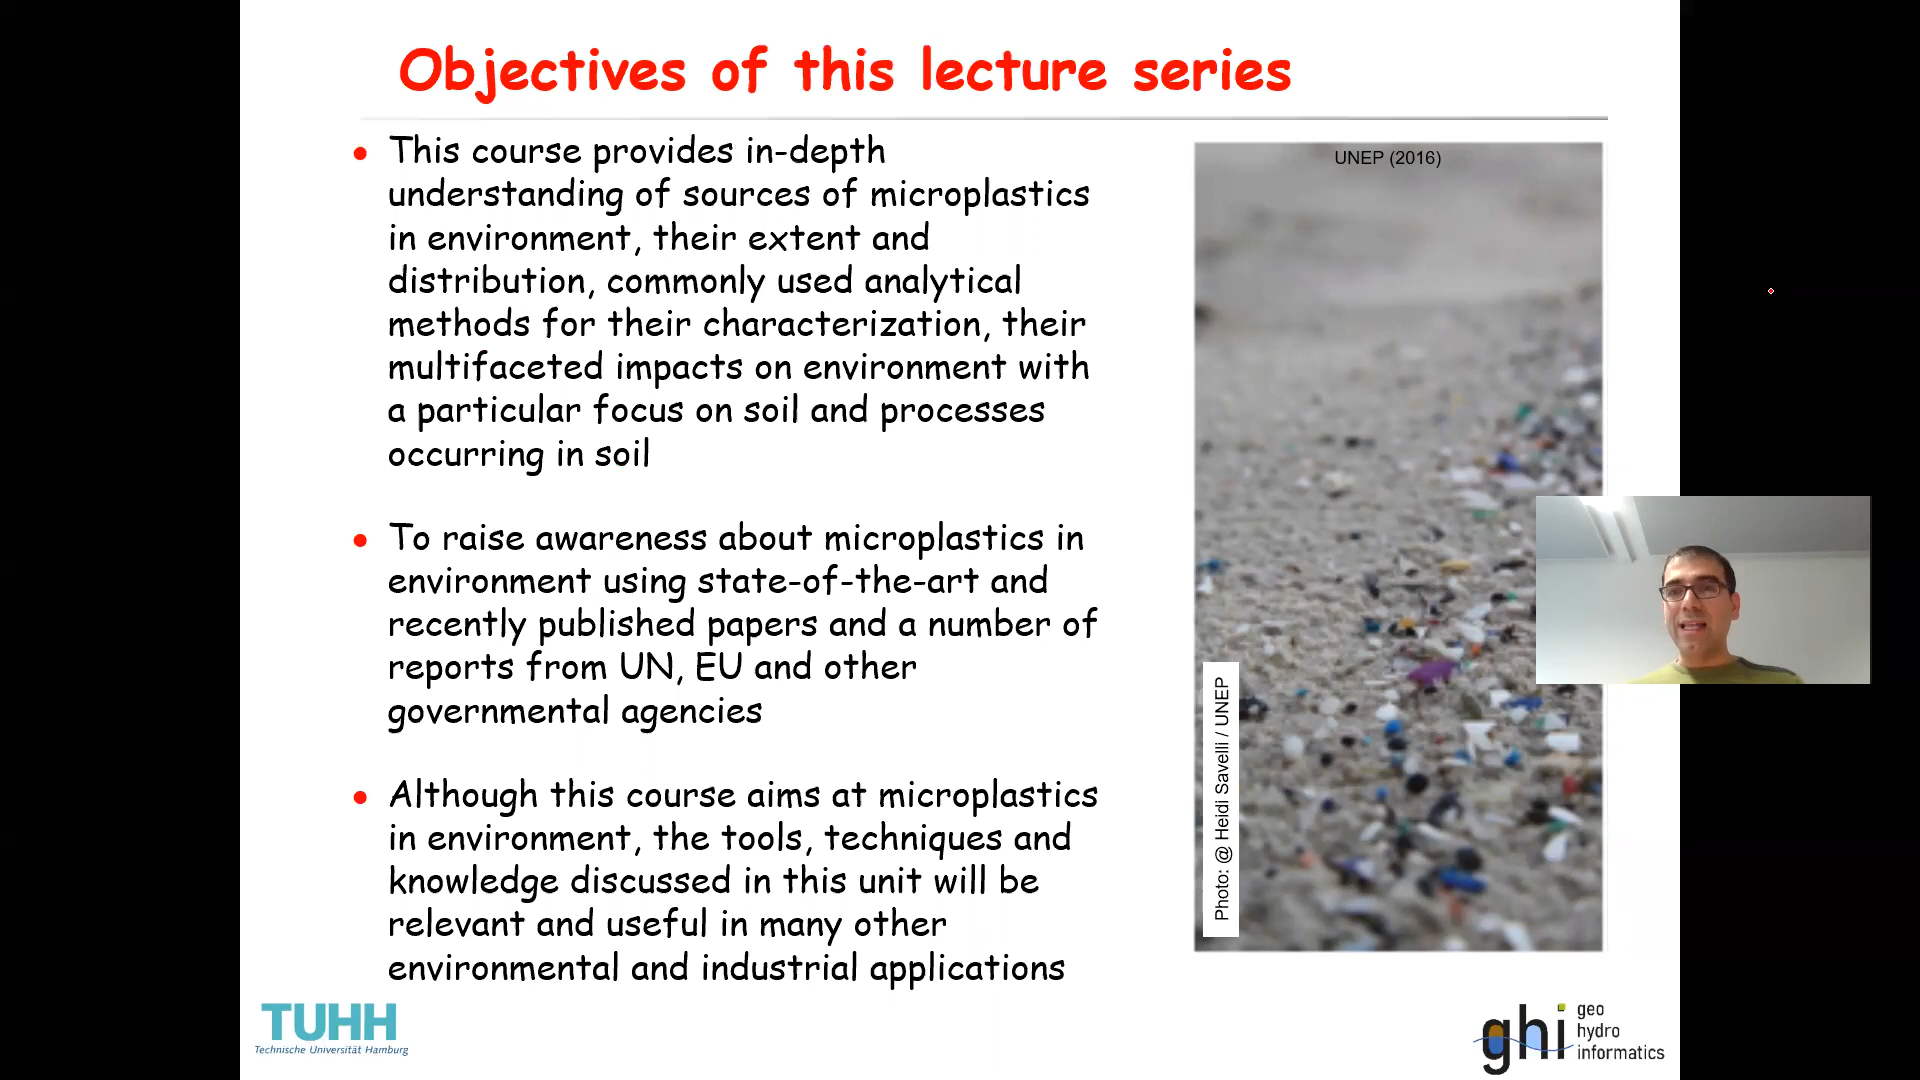 Objectives of this lecture series
This course provides in-depth
understanding of sources of microplastics
in environment, their extent and
distribution, commonly used analytical
methods for their characterization, their
multifaceted impacts on environment with
a particular focus on soil and processes
occurring in soil
To raise awareness about microplastics in
environment using state-of-the-art and
recently published papers and a number of
reports from UN, EU and other
governmental agencies
Although this course aims at microplastics
in environment, the tools, techniques and
knowledge discussed in this unit will be
relevant and useful in many other
environmental and industrial applications
UNEP (2016)
Photo: @ Heidi Savelli / UNEP
TUHH
Technische Universität Hamburg
ghi
geo
hydro
informatics